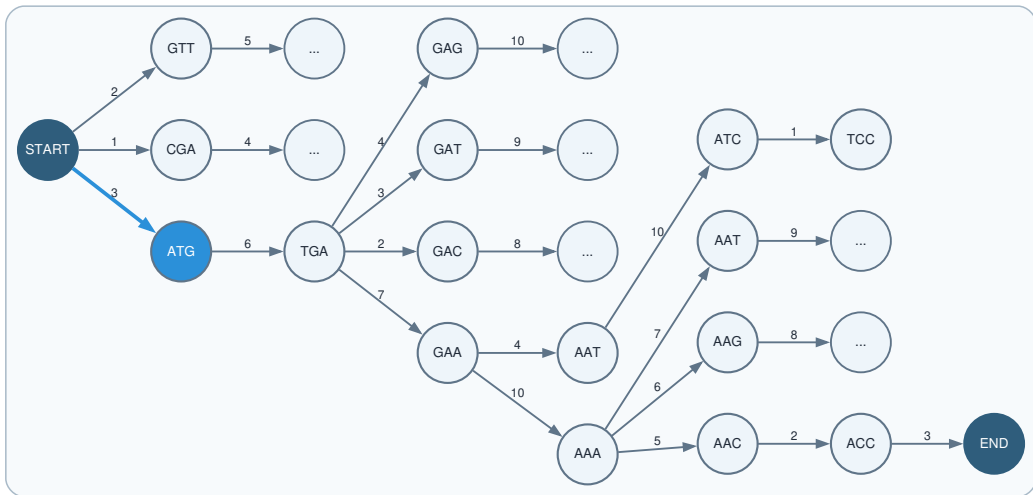 GTT 5 ... GAG 10 ...
2 4
START 1 CGA 4 ... GAT 9 ... ATC 1 TCC
3 3 10
ATG 6 TGA 2 GAC 8 ... AAT 9 ...
7 7
GAA 4 AAT AAG 8 ...
10 6
AAA 5 AAC 2 ACC 3 END